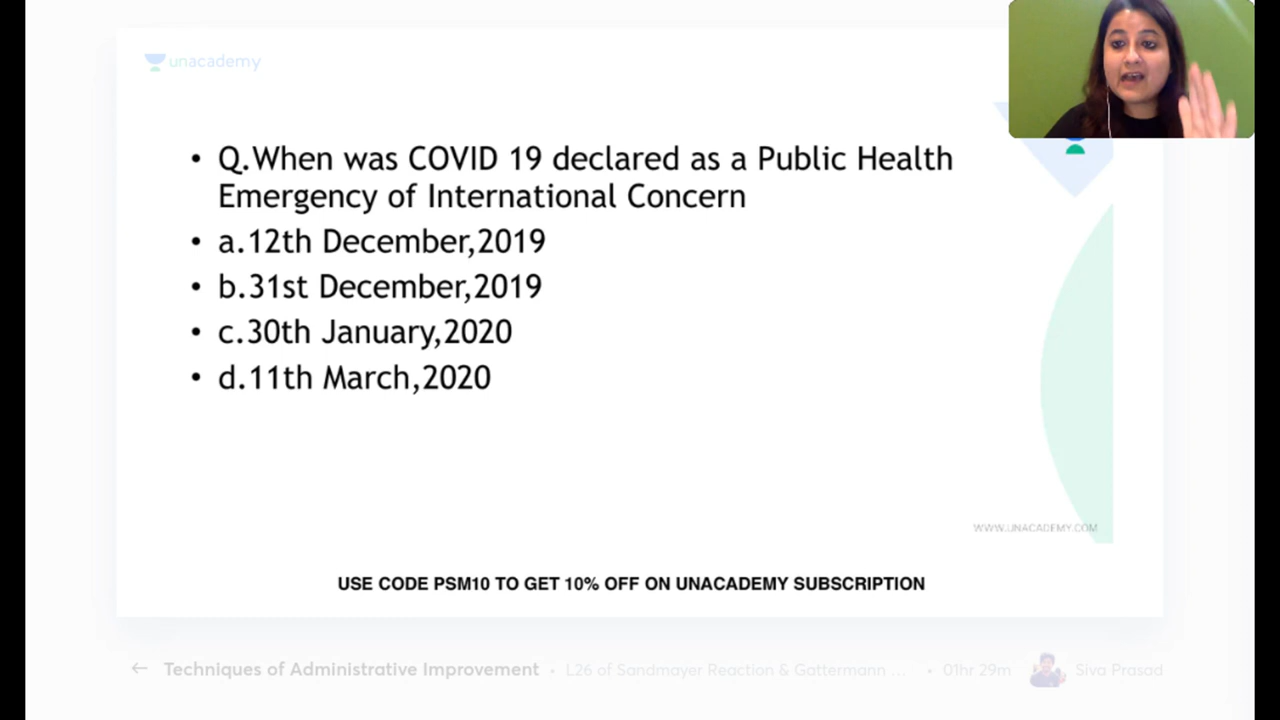 unacademy
• Q.When was COVID 19 declared as a Public Health
Emergency of International Concern
• a.12th December,2019
• b.31st December,2019
• c.30th January,2020
• d.11th March,2020
WWW.UNACADEMY.COM
USE CODE PSM10 TO GET 10% OFF ON UNACADEMY SUBSCRIPTION
← Techniques of Administrative Improvement • L26 of Sandmayer Reaction & Gattermann ... • 01hr 29m Siva Prasad